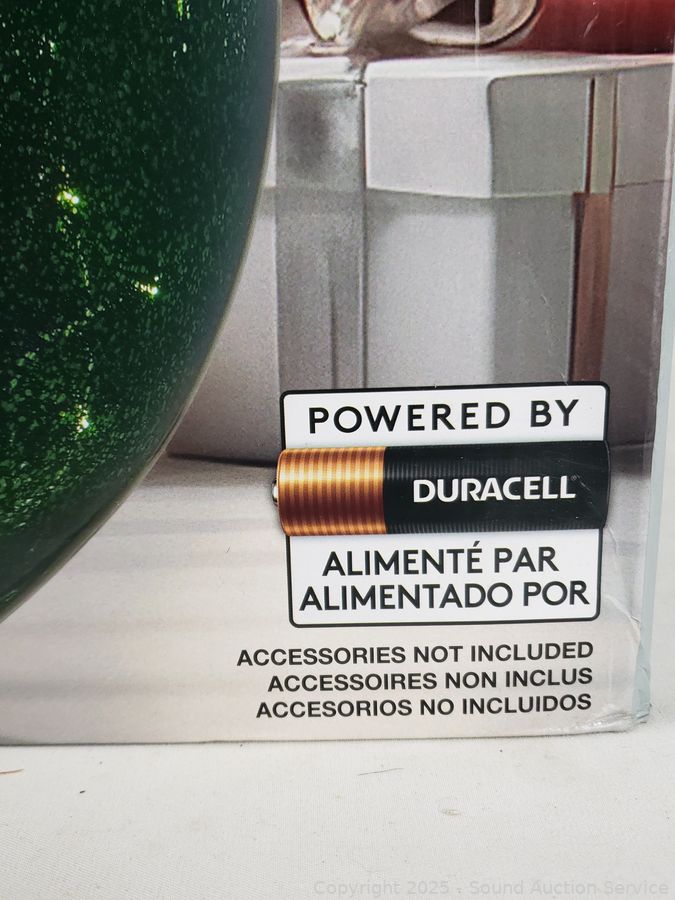 POWERED BY
DURACELL
ALIMENTÉ PAR
ALIMENTADO POR
ACCESSORIES NOT INCLUDED
ACCESSOIRES NON INCLUS
ACCESORIOS NO INCLUIDOS
Copyright 2025 - Sound Auction Service